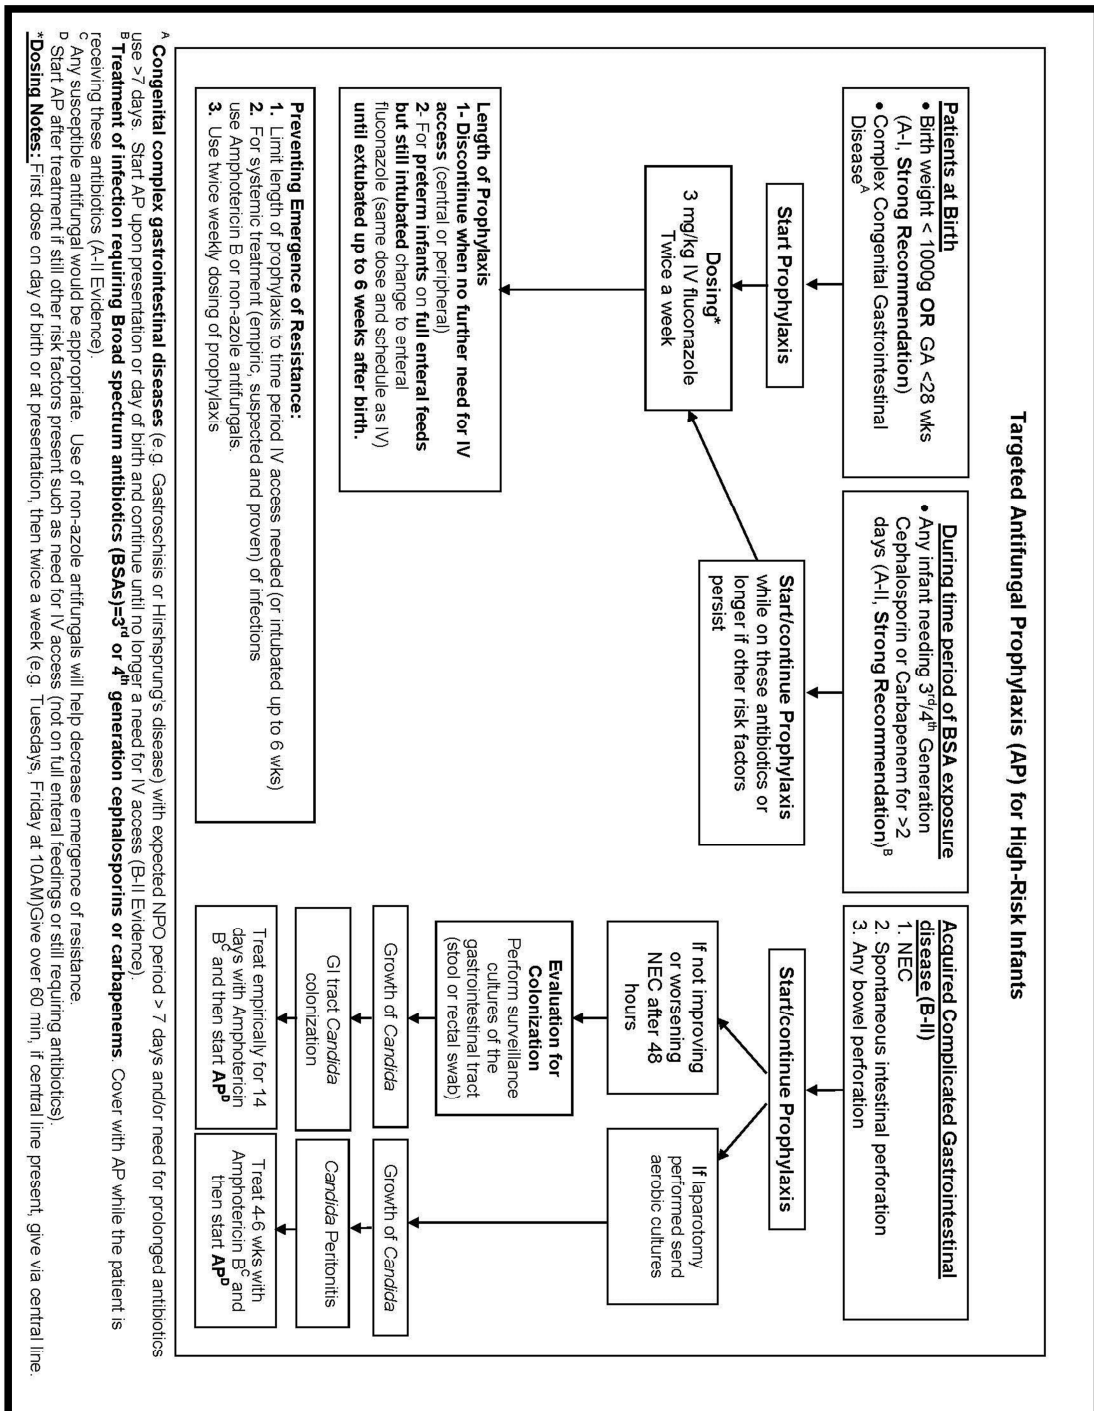 Targeted Antifungal Prophylaxis (AP) for High-Risk Infants
Patients at Birth
• Birth weight < 1000g OR GA <28 wks
(A-I, Strong Recommendation)
• Complex Congenital Gastrointestinal
Disease^A
Start Prophylaxis
Dosing*
3 mg/kg IV fluconazole
Twice a week
Length of Prophylaxis
1- Discontinue when no further need for IV
access (central or peripheral)
2- For preterm infants on full enteral feeds
but still intubated change to enteral
fluconazole (same dose and schedule as IV)
until extubated up to 6 weeks after birth.
During time period of BSA exposure
• Any infant needing 3rd/4th Generation
Cephalosporin or Carbapenem for >2
days (A-II, Strong Recommendation)^B
Start/continue Prophylaxis
while on these antibiotics or
longer if other risk factors
persist
Preventing Emergence of Resistance:
1. Limit length of prophylaxis to time period IV access needed (or intubated up to 6 wks)
2. For systemic treatment (empiric, suspected and proven) of infections
use Amphotericin B or non-azole antifungals.
3. Use twice weekly dosing of prophylaxis
Acquired Complicated Gastrointestinal
disease (B-II)
1. NEC
2. Spontaneous intestinal perforation
3. Any bowel perforation
Start/continue Prophylaxis
If not improving
or worsening
NEC after 48
hours
Evaluation for
Colonization
Perform surveillance
cultures of the
gastrointestinal tract
(stool or rectal swab)
Growth of Candida
GI tract Candida
colonization
Treat empirically for 14
days with Amphotericin
B^C and then start AP^D
If laparotomy
performed send
aerobic cultures
Growth of Candida
Candida Peritonitis
Treat 4-6 wks with
Amphotericin B^C and
then start AP^D
^A Congenital complex gastrointestinal diseases (e.g. Gastroschisis or Hirshsprung's disease) with expected NPO period > 7 days and/or need for prolonged antibiotics
use >7 days. Start AP upon presentation or day of birth and continue until no longer a need for IV access (B-II Evidence).
^B Treatment of infection requiring Broad spectrum antibiotics (BSAs)=3rd or 4th generation cephalosporins or carbapenems. Cover with AP while the patient is
receiving these antibiotics (A-II Evidence).
^C Any susceptible antifungal would be appropriate. Use of non-azole antifungals will help decrease emergence of resistance.
^D Start AP after treatment if still other risk factors present such as need for IV access (not on full enteral feedings or still requiring antibiotics).
*Dosing Notes: First dose on day of birth or at presentation, then twice a week (e.g. Tuesdays, Friday at 10AM)Give over 60 min, if central line present, give via central line.